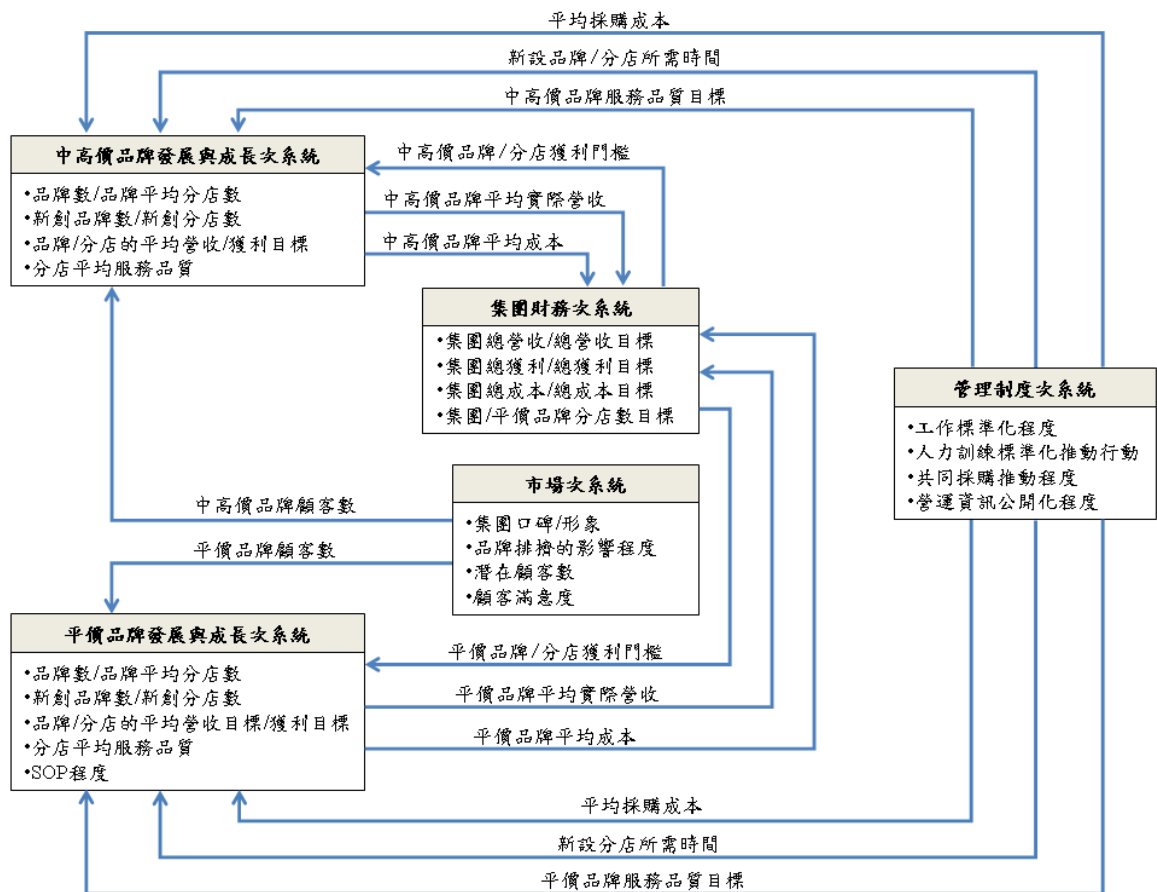 平均採購成本
新設品牌/分店所需時間
中高價品牌服務品質目標
中高價品牌發展與成長次系統
•品牌數/品牌平均分店數
•新創品牌數/新創分店數
•品牌/分店的平均營收/獲利目標
•分店平均服務品質
中高價品牌/分店獲利門檻
中高價品牌平均實際營收
中高價品牌平均成本
集團財務次系統
•集團總營收/總營收目標
•集團總獲利/總獲利目標
•集團總成本/總成本目標
•集團/平價品牌分店數目標
管理制度次系統
•工作標準化程度
•人力訓練標準化推動行動
•共同採購推動程度
•營運資訊公開化程度
市場次系統
•集團口碑/形象
•品牌排擠的影響程度
•潛在顧客數
•顧客滿意度
中高價品牌顧客數
平價品牌顧客數
平價品牌發展與成長次系統
•品牌數/品牌平均分店數
•新創品牌數/新創分店數
•品牌/分店的平均營收目標/獲利目標
•分店平均服務品質
•SOP程度
平價品牌/分店獲利門檻
平價品牌平均實際營收
平價品牌平均成本
平均採購成本
新設分店所需時間
平價品牌服務品質目標